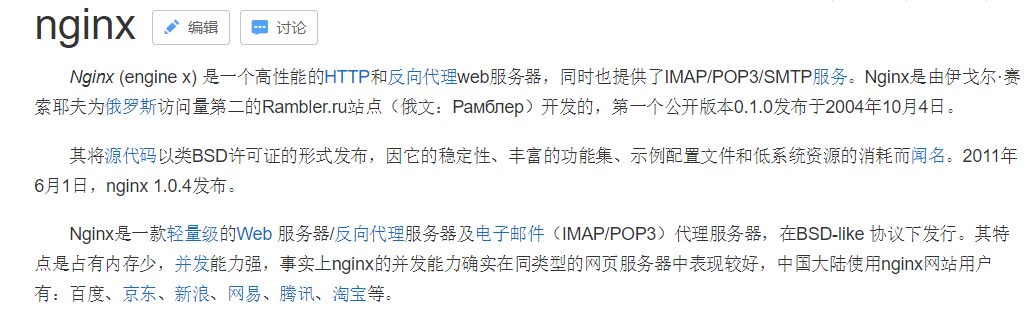 nginx 编辑 讨论
Nginx (engine x) 是一个高性能的HTTP和反向代理web服务器，同时也提供了IMAP/POP3/SMTP服务。Nginx是由伊戈尔·赛
索耶夫为俄罗斯访问量第二的Rambler.ru站点（俄文：Рамблер）开发的，第一个公开版本0.1.0发布于2004年10月4日。
其将源代码以类BSD许可证的形式发布，因它的稳定性、丰富的功能集、示例配置文件和低系统资源的消耗而闻名。2011年
6月1日，nginx 1.0.4发布。
Nginx是一款轻量级的Web 服务器/反向代理服务器及电子邮件（IMAP/POP3）代理服务器，在BSD-like 协议下发行。其特
点是占有内存少，并发能力强，事实上nginx的并发能力确实在同类型的网页服务器中表现较好，中国大陆使用nginx网站用户
有：百度、京东、新浪、网易、腾讯、淘宝等。